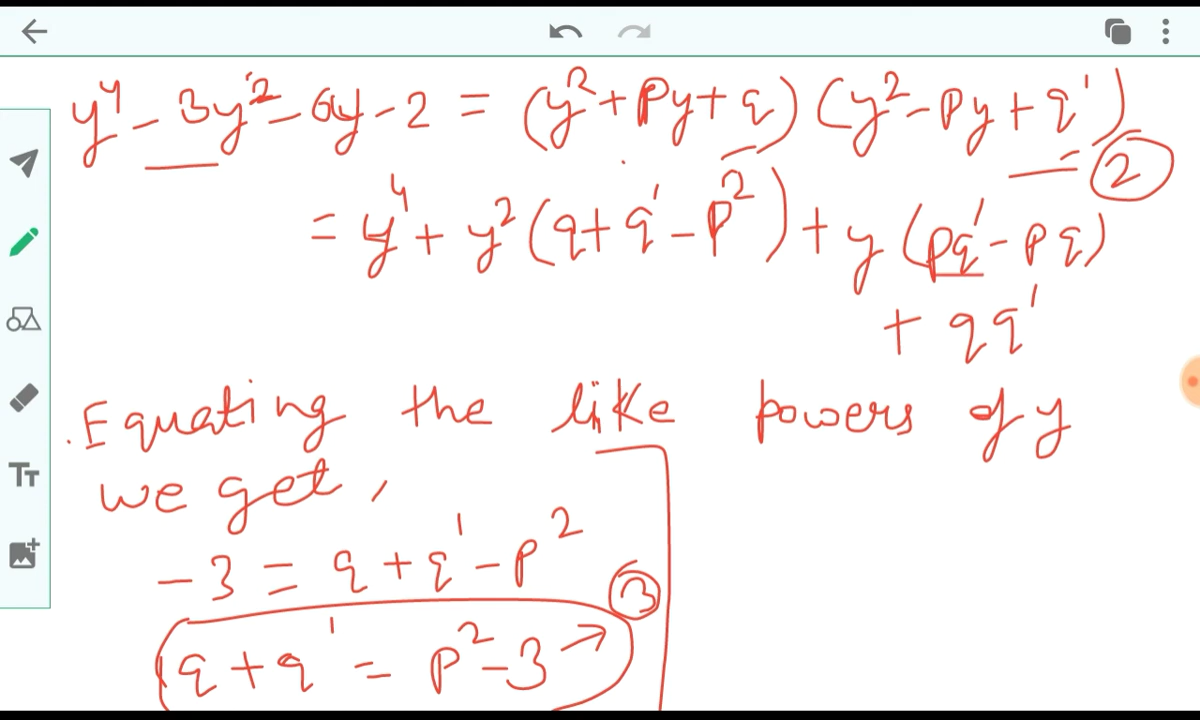 y⁴ - 3y² - 6y - 2 = (y² + py + q) (y² - py + q')
②
= y⁴ + y² (q + q' - p²) + y (pq' - pq)
+ qq'
Equating the like powers of y
we get,
-3 = q + q' - p²
q + q' = p² - 3 → ③
TT